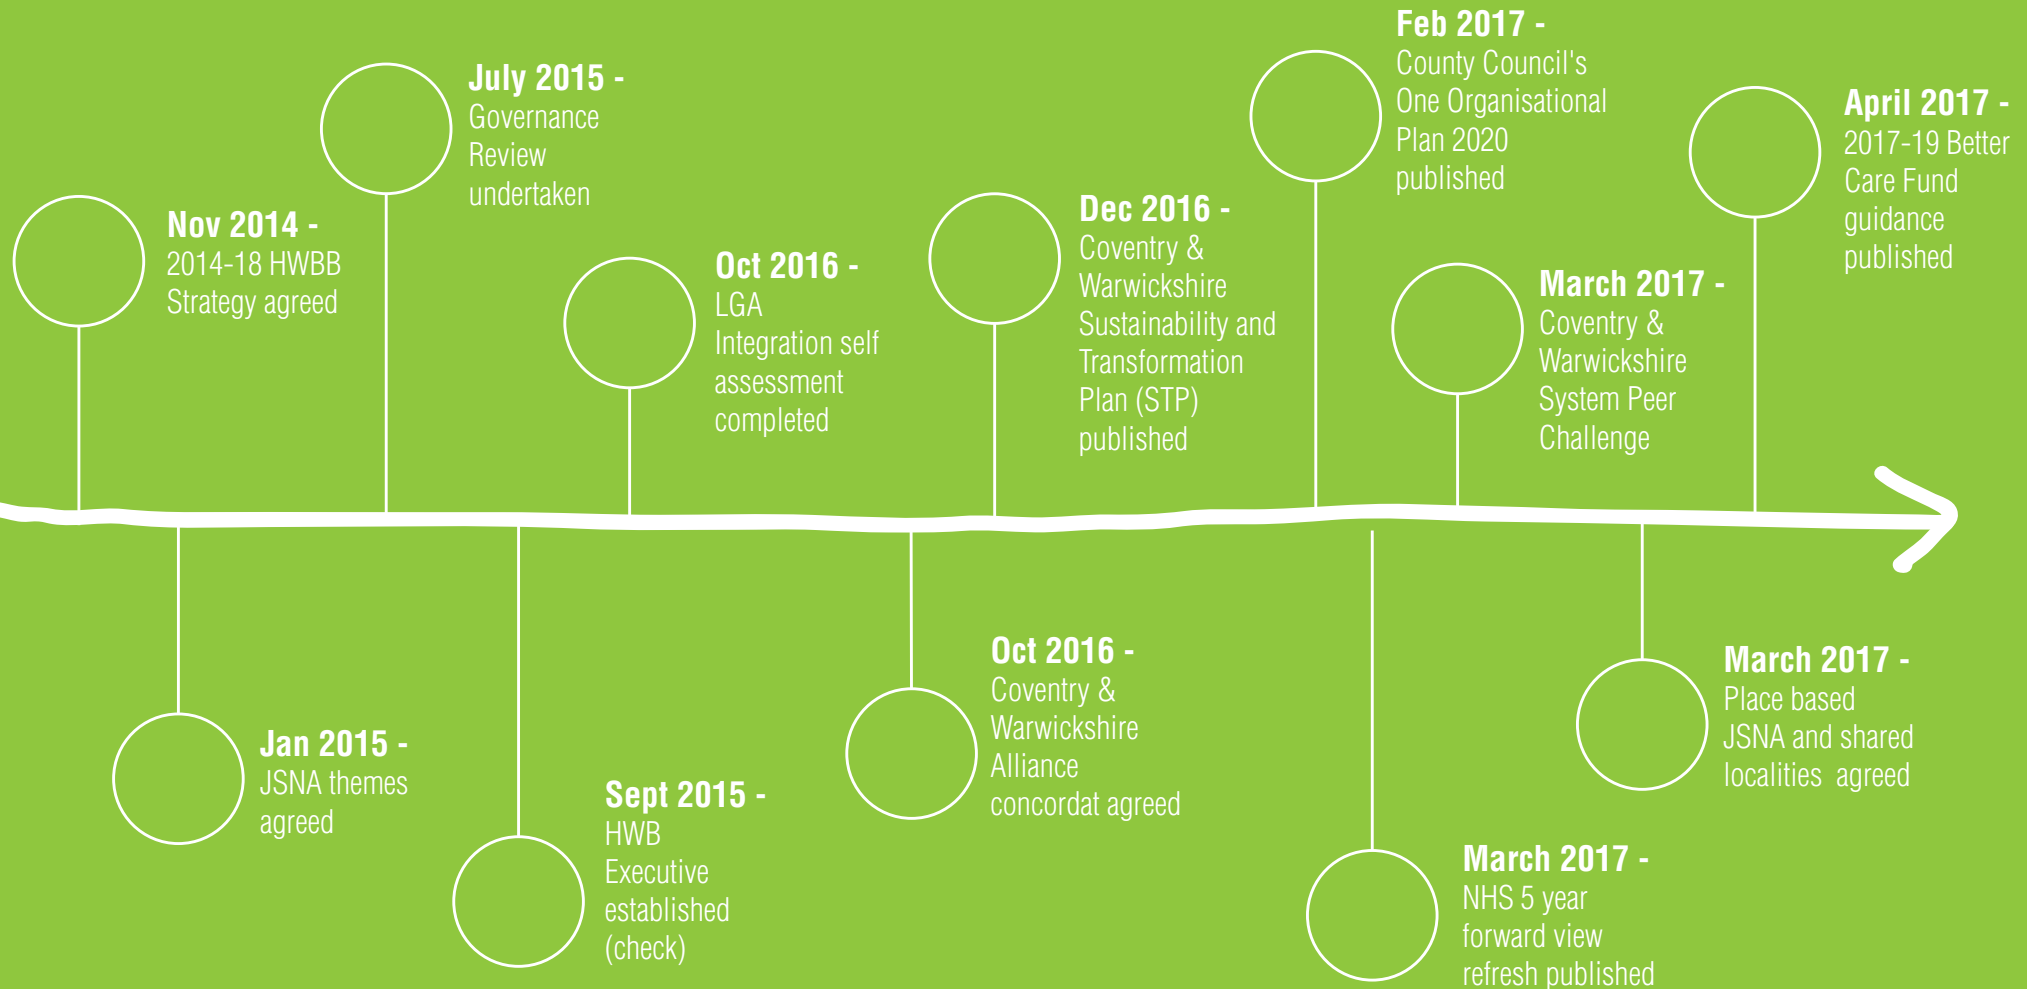 Nov 2014 -
2014-18 HWBB
Strategy agreed
Jan 2015 -
JSNA themes
agreed
July 2015 -
Governance
Review
undertaken
Sept 2015 -
HWB
Executive
established
(check)
Oct 2016 -
LGA
Integration self
assessment
completed
Oct 2016 -
Coventry &
Warwickshire
Alliance
concordat agreed
Dec 2016 -
Coventry &
Warwickshire
Sustainability and
Transformation
Plan (STP)
published
Feb 2017 -
County Council's
One Organisational
Plan 2020
published
March 2017 -
NHS 5 year
forward view
refresh published
March 2017 -
Coventry &
Warwickshire
System Peer
Challenge
March 2017 -
Place based
JSNA and shared
localities  agreed
April 2017 -
2017-19 Better
Care Fund
guidance
published